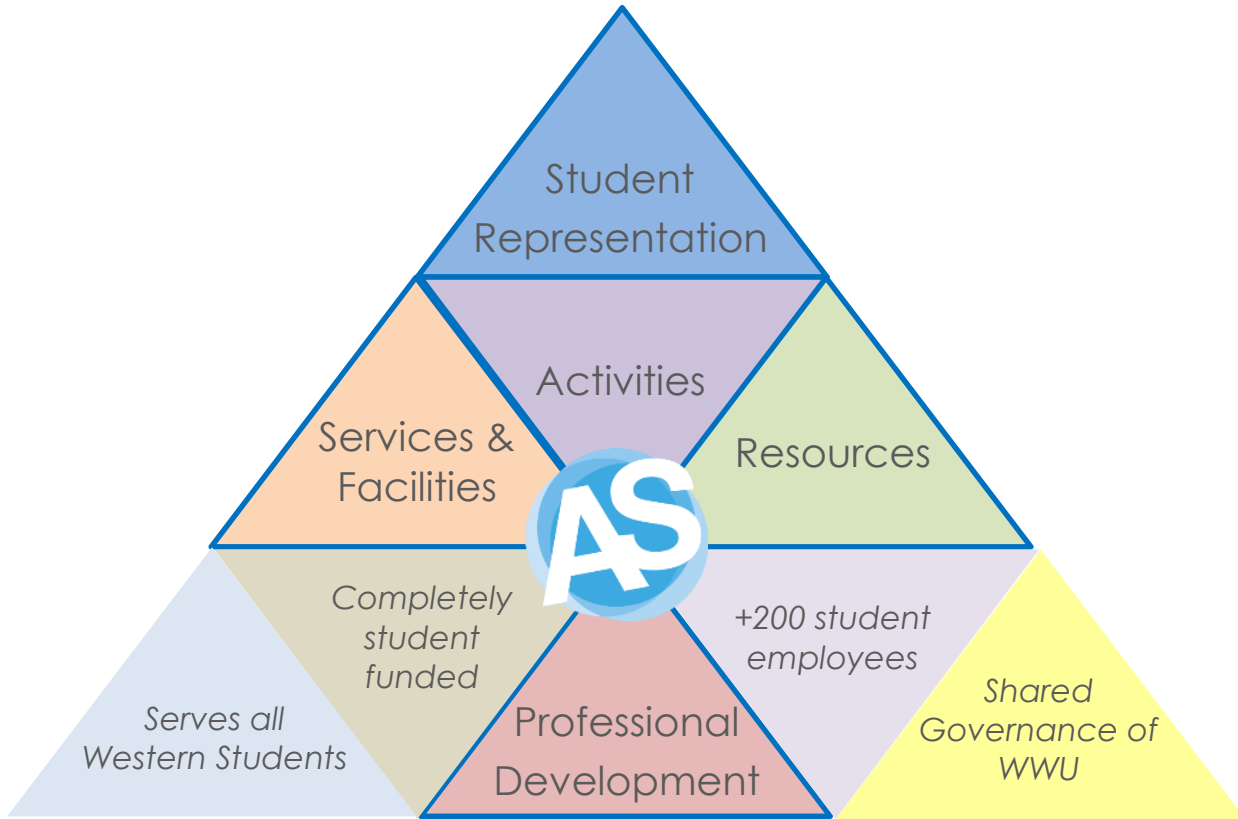 Student
Representation
Activities
Services &
Facilities
Resources
AS
Completely
student
funded
+200 student
employees
Serves all
Western Students
Professional
Development
Shared
Governance of
WWU